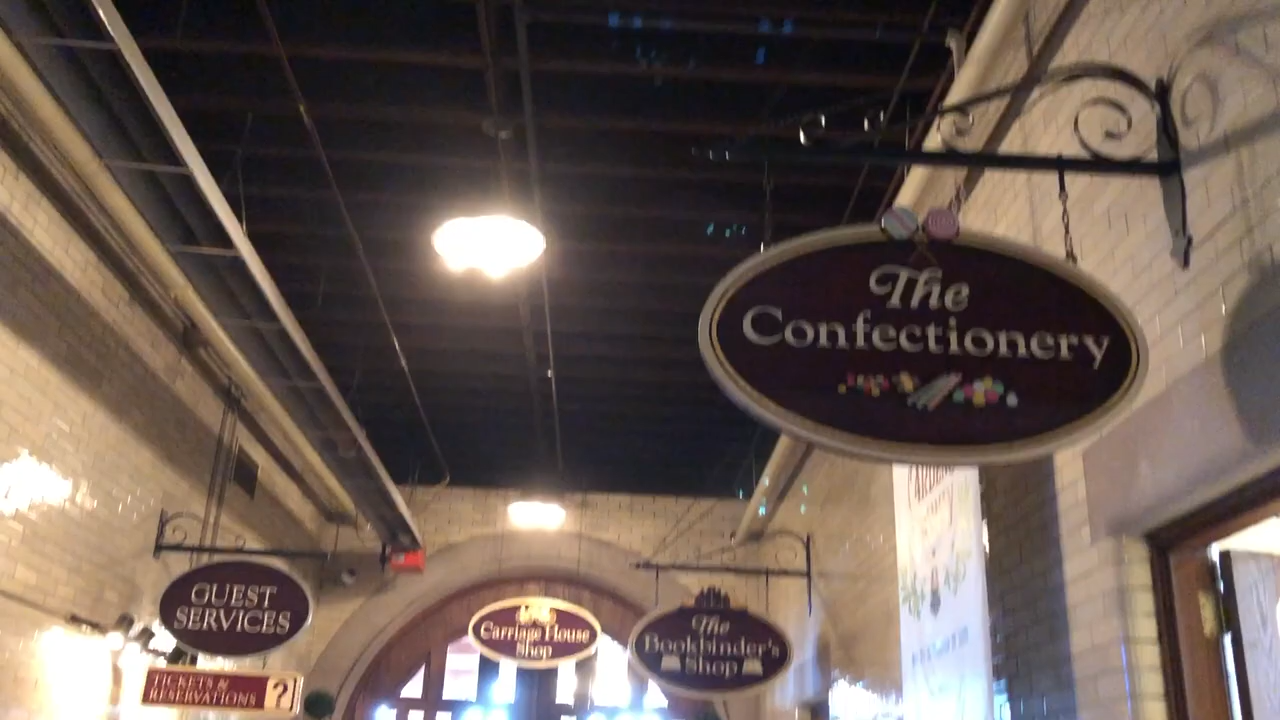 The
Confectionery
GUEST
SERVICES
TICKETS &
RESERVATIONS ?
Carriage House
Shop
The
Bookbinder's
Shop